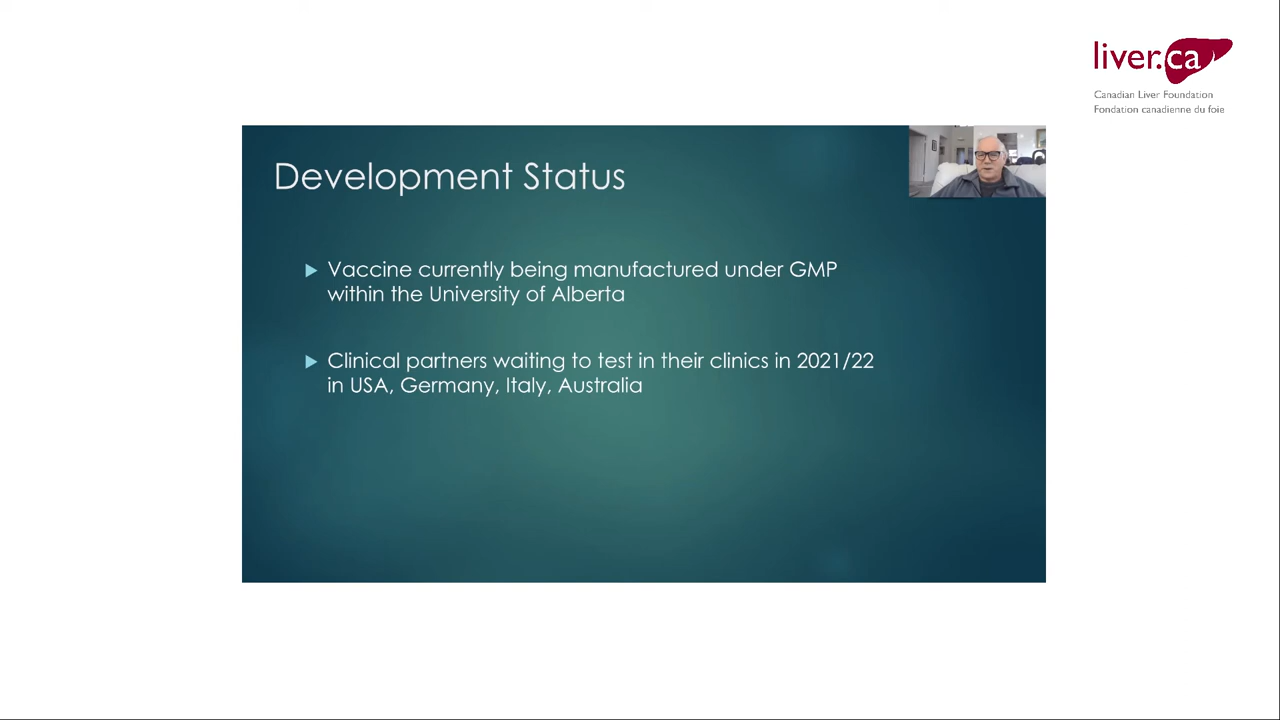 liver.ca
Canadian Liver Foundation
Fondation canadienne du foie
Development Status
Vaccine currently being manufactured under GMP
within the University of Alberta
Clinical partners waiting to test in their clinics in 2021/22
in USA, Germany, Italy, Australia